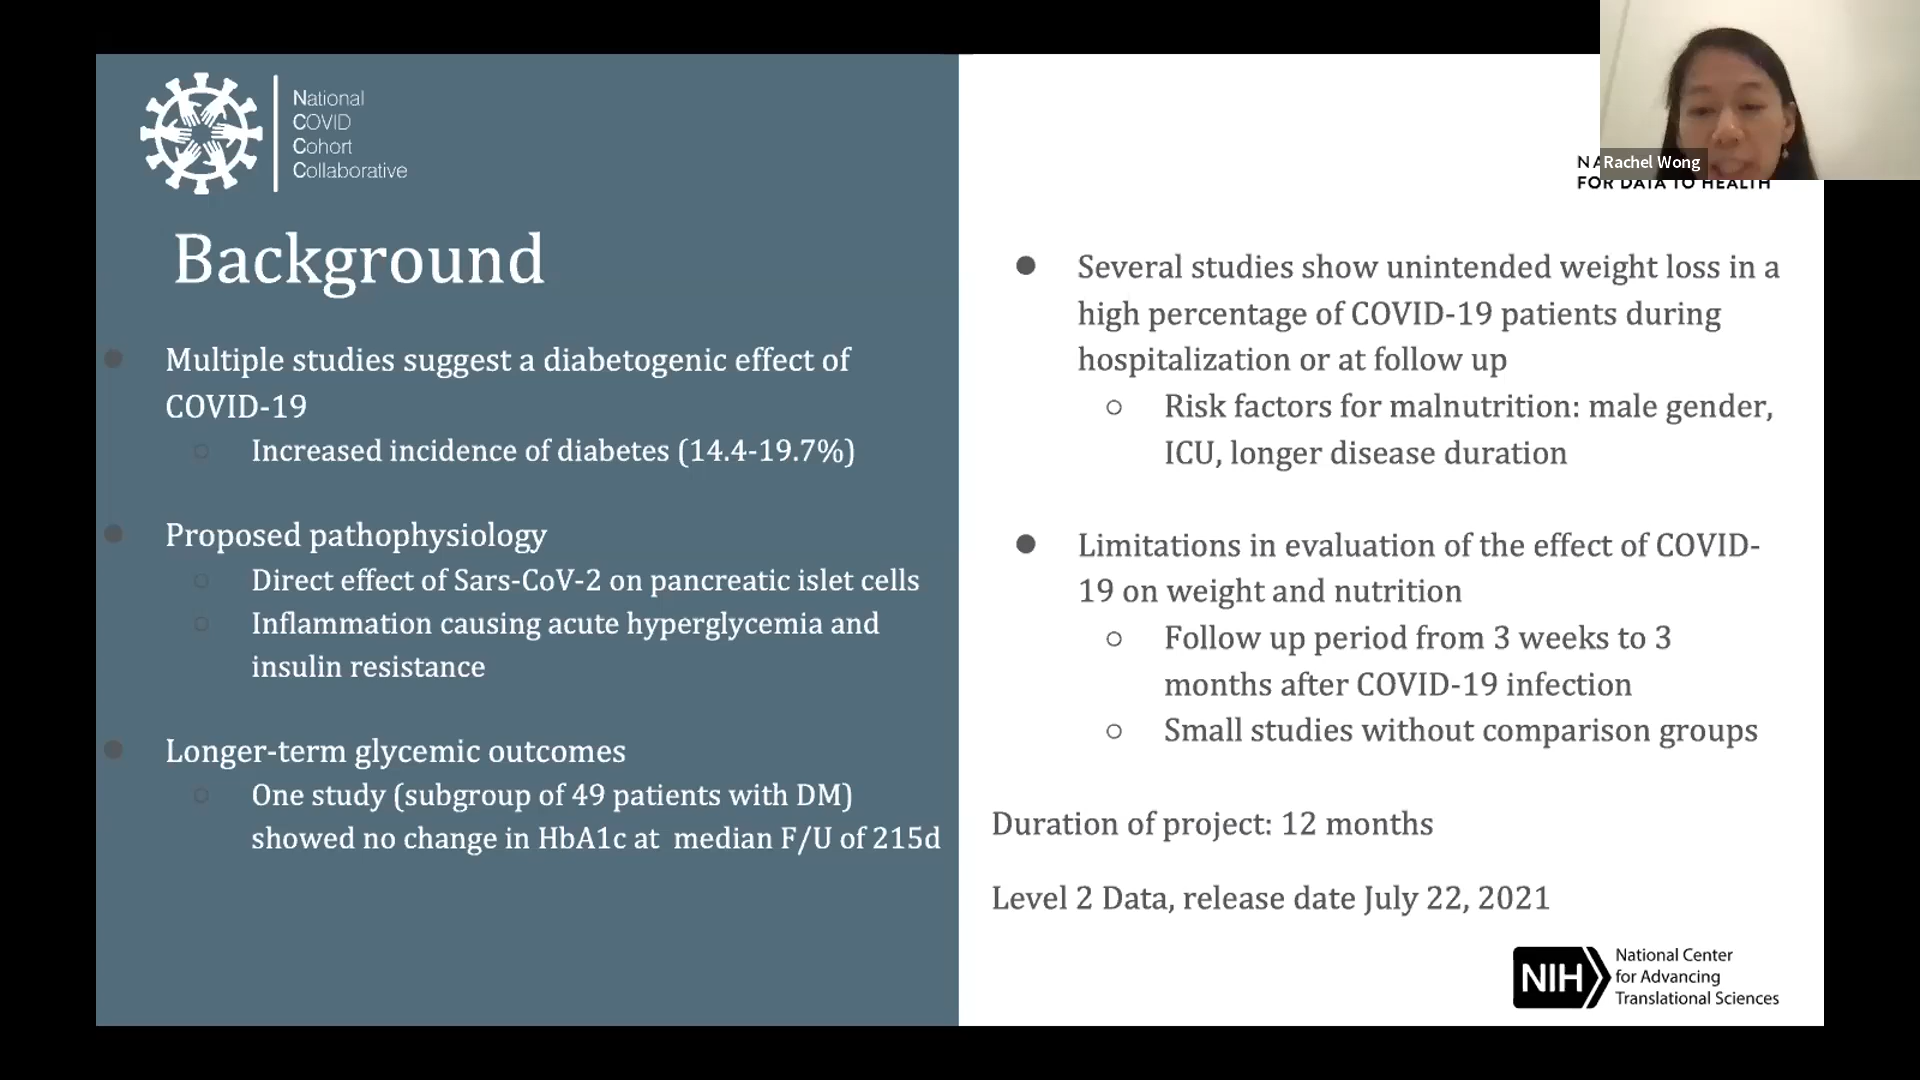 National
COVID
Cohort
Collaborative
Background
Multiple studies suggest a diabetogenic effect of
COVID-19
Increased incidence of diabetes (14.4-19.7%)
Proposed pathophysiology
Direct effect of Sars-CoV-2 on pancreatic islet cells
Inflammation causing acute hyperglycemia and
insulin resistance
Longer-term glycemic outcomes
One study (subgroup of 49 patients with DM)
showed no change in HbA1c at median F/U of 215d
Rachel Wong
FOR DATA TO HEALTH
Several studies show unintended weight loss in a
high percentage of COVID-19 patients during
hospitalization or at follow up
Risk factors for malnutrition: male gender,
ICU, longer disease duration
Limitations in evaluation of the effect of COVID-
19 on weight and nutrition
Follow up period from 3 weeks to 3
months after COVID-19 infection
Small studies without comparison groups
Duration of project: 12 months
Level 2 Data, release date July 22, 2021
NIH
National Center
for Advancing
Translational Sciences